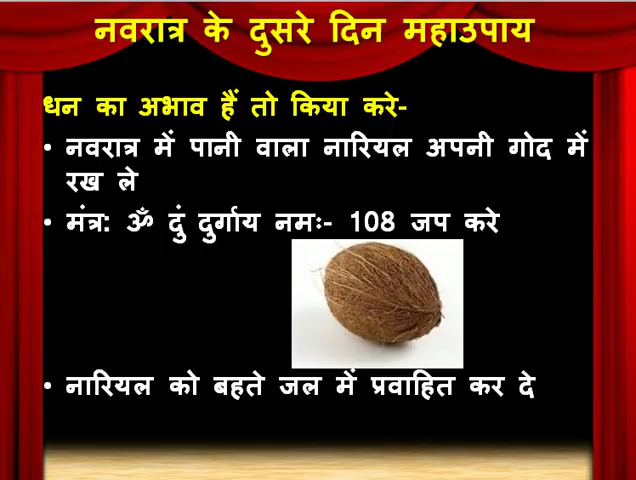 नवरात्र के दुसरे दिन महाउपाय
धन का अभाव हैं तो किया करे-
• नवरात्र में पानी वाला नारियल अपनी गोद में
रख ले
• मंत्र: ॐ दुं दुर्गाय नमः- 108 जप करे
• नारियल को बहते जल में प्रवाहित कर दे